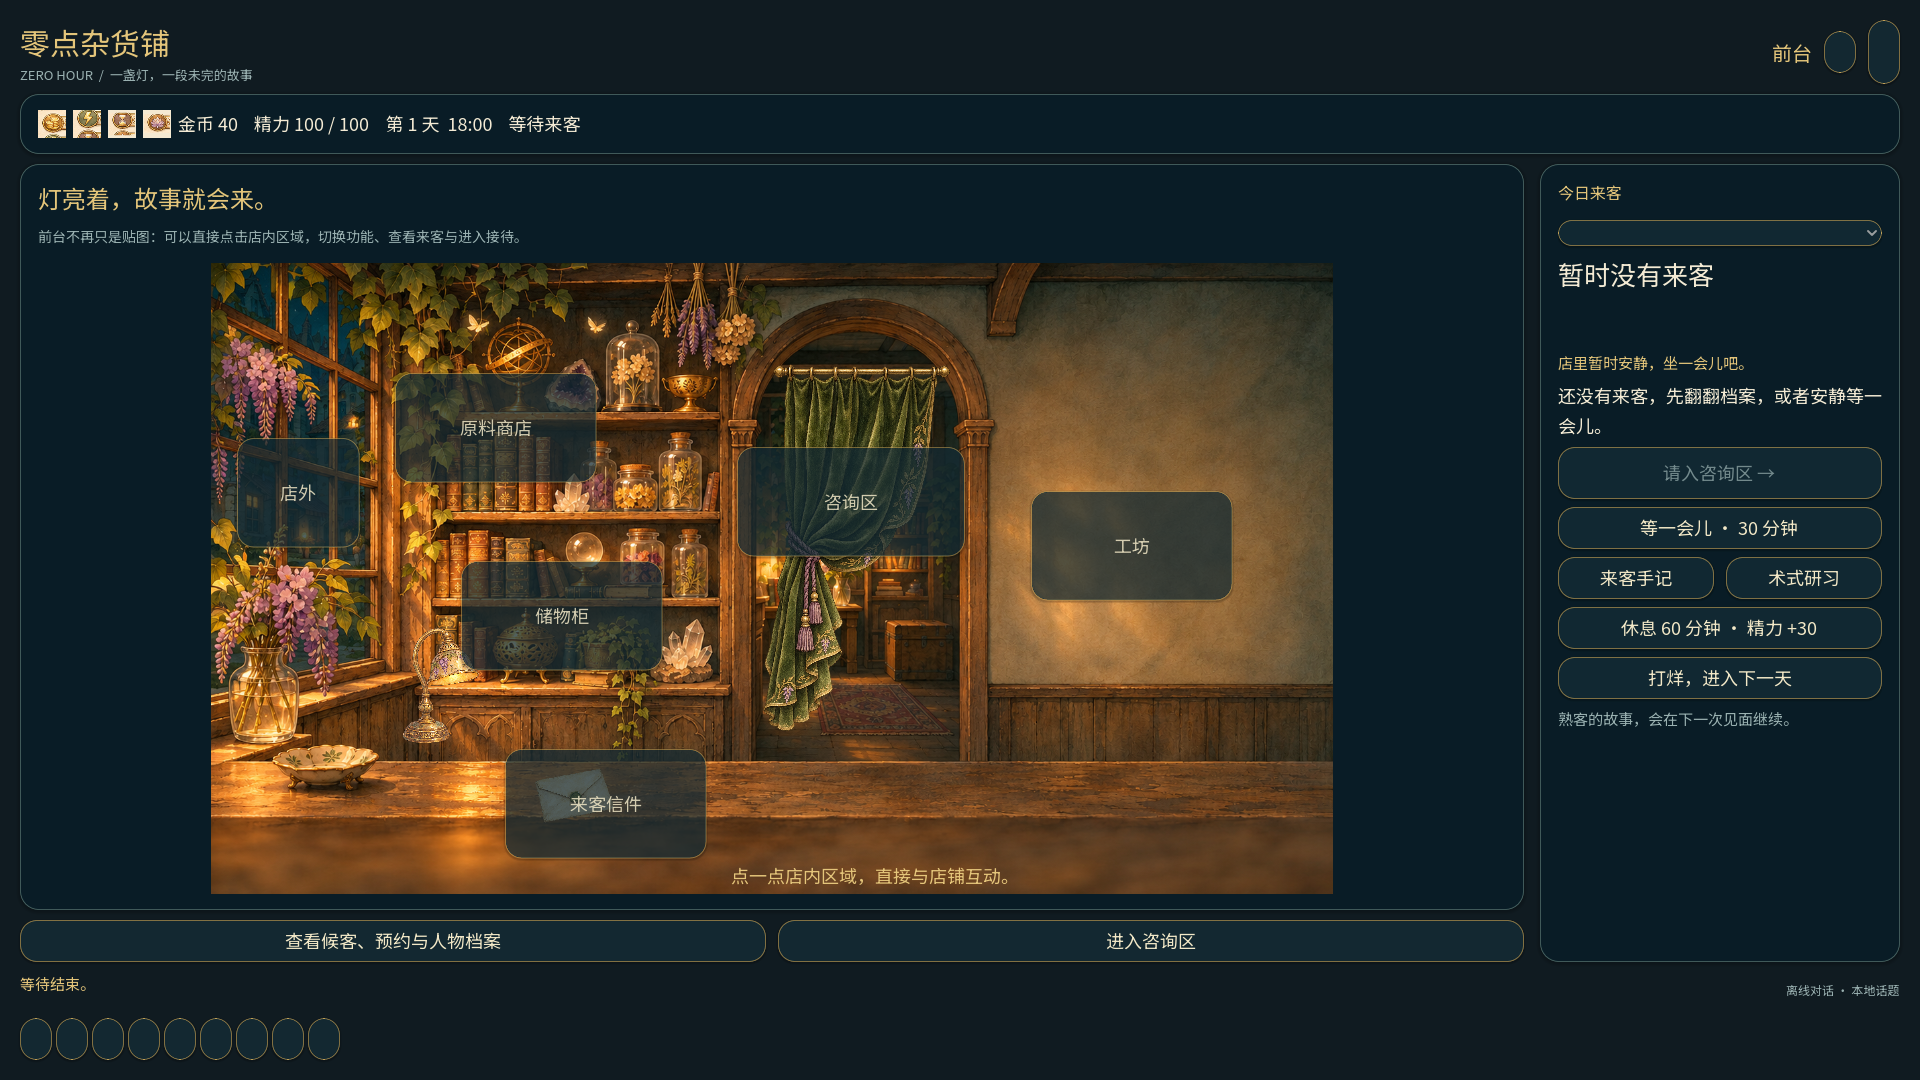 零点杂货铺
ZERO HOUR / 一盏灯，一段未完的故事
前台
金币 40 精力 100 / 100 第 1 天 18:00 等待来客
灯亮着，故事就会来。
前台不再只是贴图：可以直接点击店内区域，切换功能、查看来客与进入接待。
原料商店
店外
咨询区
工坊
储物柜
来客信件
点一点店内区域，直接与店铺互动。
查看候客、预约与人物档案
进入咨询区
今日来客
暂时没有来客
店里暂时安静，坐一会儿吧。
还没有来客，先翻翻档案，或者安静等一
会儿。
请入咨询区 →
等一会儿 · 30 分钟
来客手记
术式研习
休息 60 分钟 · 精力 +30
打烊，进入下一天
熟客的故事，会在下一次见面继续。
等待结束。
离线对话 · 本地话题